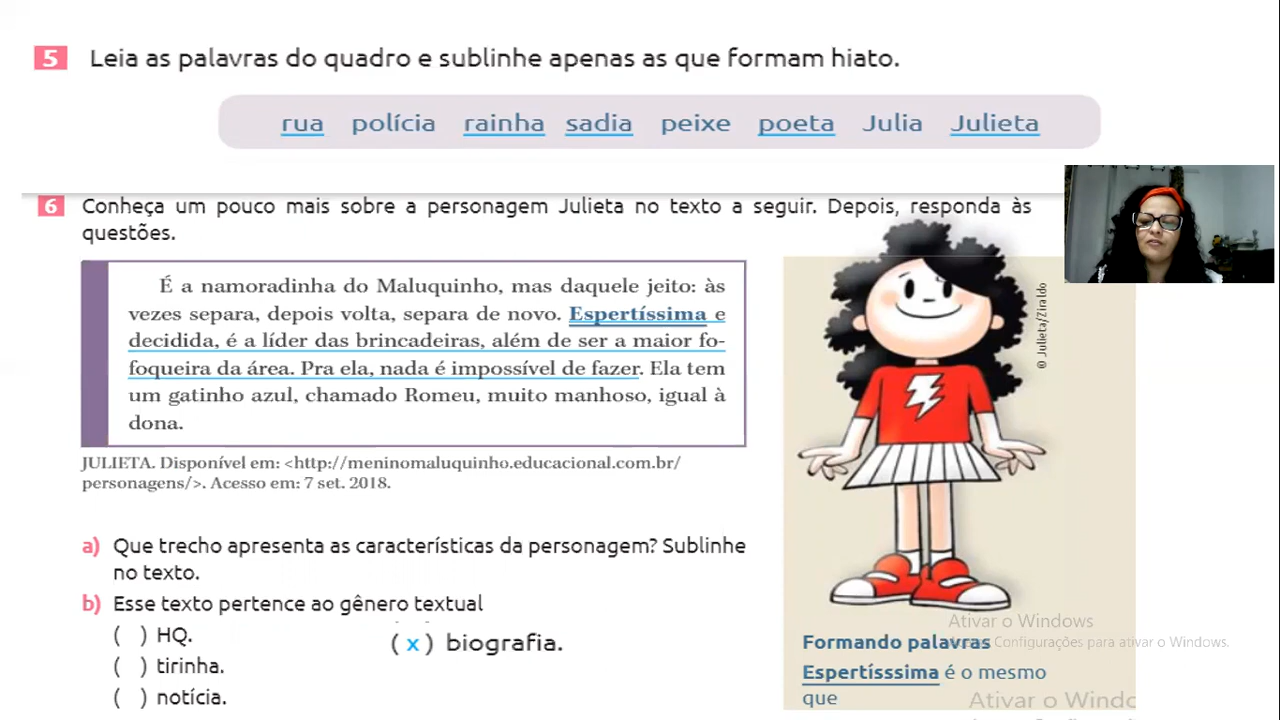 5 Leia as palavras do quadro e sublinhe apenas as que formam hiato.
rua polícia rainha sadia peixe poeta Julia Julieta
6 Conheça um pouco mais sobre a personagem Julieta no texto a seguir. Depois, responda às
questões.
É a namoradinha do Maluquinho, mas daquele jeito: às
vezes separa, depois volta, separa de novo. Espertíssima e
decidida, é a líder das brincadeiras, além de ser a maior fo-
foqueira da área. Pra ela, nada é impossível de fazer. Ela tem
um gatinho azul, chamado Romeu, muito manhoso, igual à
dona.
JULIETA. Disponível em: <http://meninomaluquinho.educacional.com.br/
personagens/>. Acesso em: 7 set. 2018.
© Julieta/Ziraldo
a) Que trecho apresenta as características da personagem? Sublinhe
no texto.
b) Esse texto pertence ao gênero textual
( ) HQ.
(x) biografia.
( ) tirinha.
( ) notícia.
Formando palavras
Espertísssima é o mesmo
que
Ativar o Windows
Configurações para ativar o Windows.
Ativar o Windo